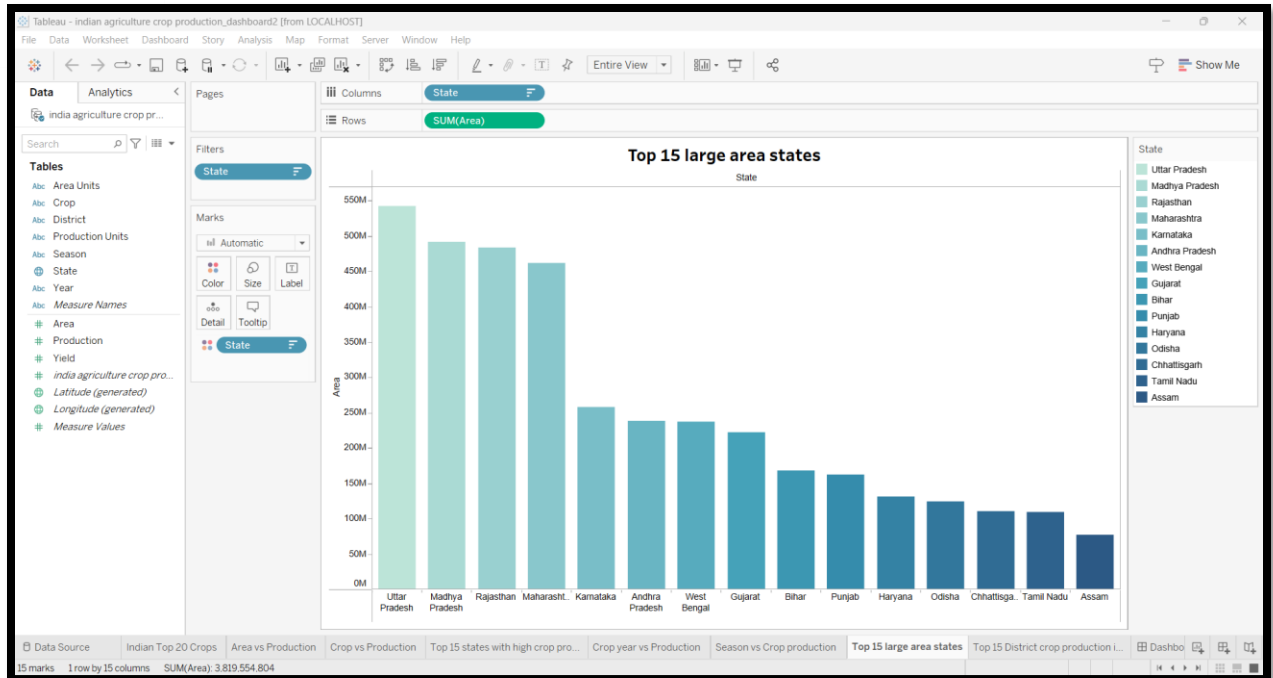 Tableau - indian agriculture crop production_dashboard2 [from LOCALHOST]
File Data Worksheet Dashboard Story Analysis Map Format Server Window Help
Entire View
Show Me
Data Analytics
Pages
Columns
State
india agriculture crop pr...
Rows
SUM(Area)
Search
Tables
Abc Area Units
Abc Crop
Abc District
Abc Production Units
Abc Season
State
Abc Year
Abc Measure Names
# Area
# Production
# Yield
# india agriculture crop pro...
Latitude (generated)
Longitude (generated)
# Measure Values
Filters
State
Marks
Automatic
Color Size Label
Detail Tooltip
State
Top 15 large area states
State
550M
500M
450M
400M
350M
300M
250M
200M
150M
100M
50M
0M
Area
Uttar Pradesh
Madhya Pradesh
Rajasthan
Maharasht..
Karnataka
Andhra Pradesh
West Bengal
Gujarat
Bihar
Punjab
Haryana
Odisha
Chhattisga..
Tamil Nadu
Assam
State
Uttar Pradesh
Madhya Pradesh
Rajasthan
Maharashtra
Karnataka
Andhra Pradesh
West Bengal
Gujarat
Bihar
Punjab
Haryana
Odisha
Chhattisgarh
Tamil Nadu
Assam
Data Source Indian Top 20 Crops Area vs Production Crop vs Production Top 15 states with high crop pro... Crop year vs Production Season vs Crop production Top 15 large area states Top 15 District crop production i... Dashbo
15 marks 1 row by 15 columns SUM(Area): 3,819,554,804